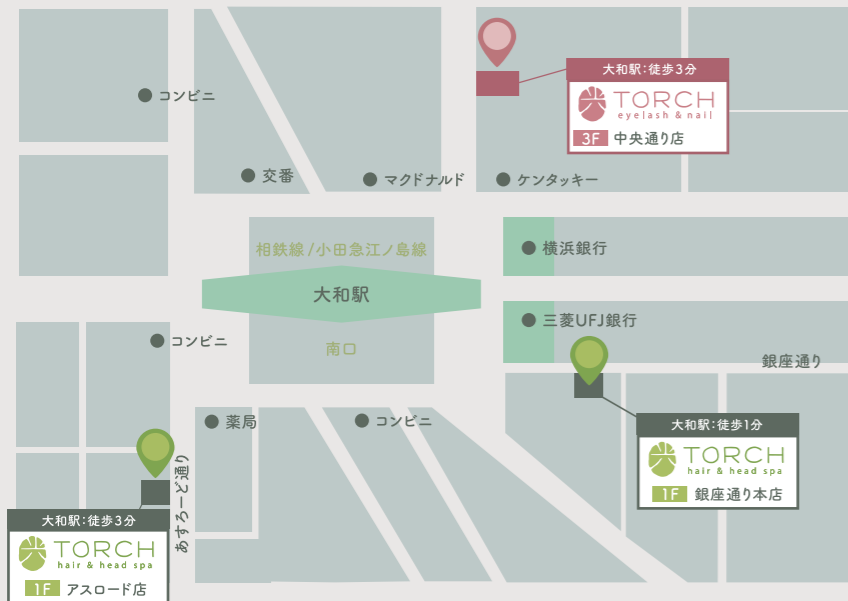 大和駅:徒歩3分
TORCH
eyelash & nail
3F 中央通り店
コンビニ
交番
マクドナルド
ケンタッキー
相鉄線/小田急江ノ島線
横浜銀行
大和駅
三菱UFJ銀行
コンビニ
南口
銀座通り
薬局
コンビニ
大和駅:徒歩1分
TORCH
hair & head spa
1F 銀座通り本店
あすろーど通り
大和駅:徒歩3分
TORCH
hair & head spa
1F アスロード店